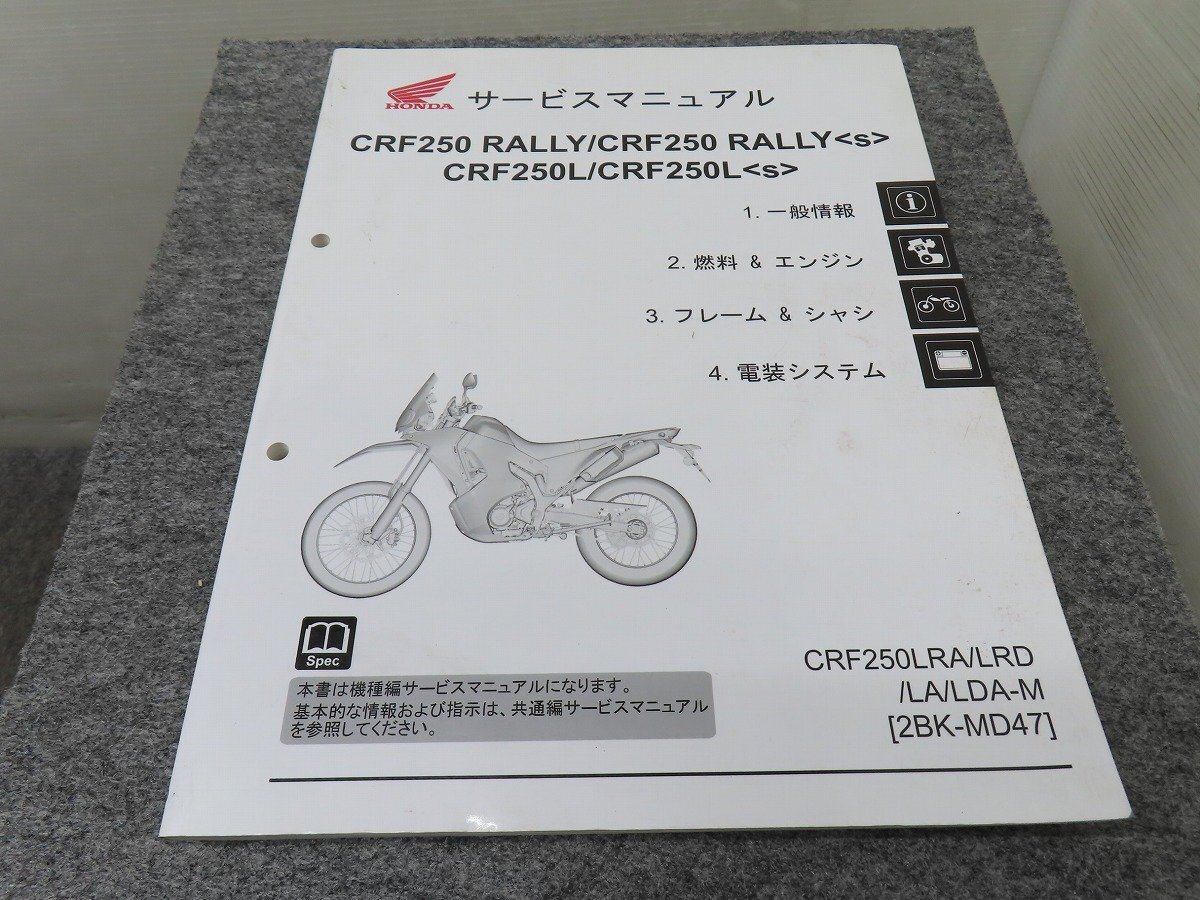 HONDA サービスマニュアル
CRF250 RALLY/CRF250 RALLY<s>
CRF250L/CRF250L<s>
1. 一般情報
2. 燃料 & エンジン
3. フレーム & シャシ
4. 電装システム
Spec
本書は機種編サービスマニュアルになります。
基本的な情報および指示は、共通編サービスマニュアル
を参照してください。
CRF250LRA/LRD
/LA/LDA-M
[2BK-MD47]